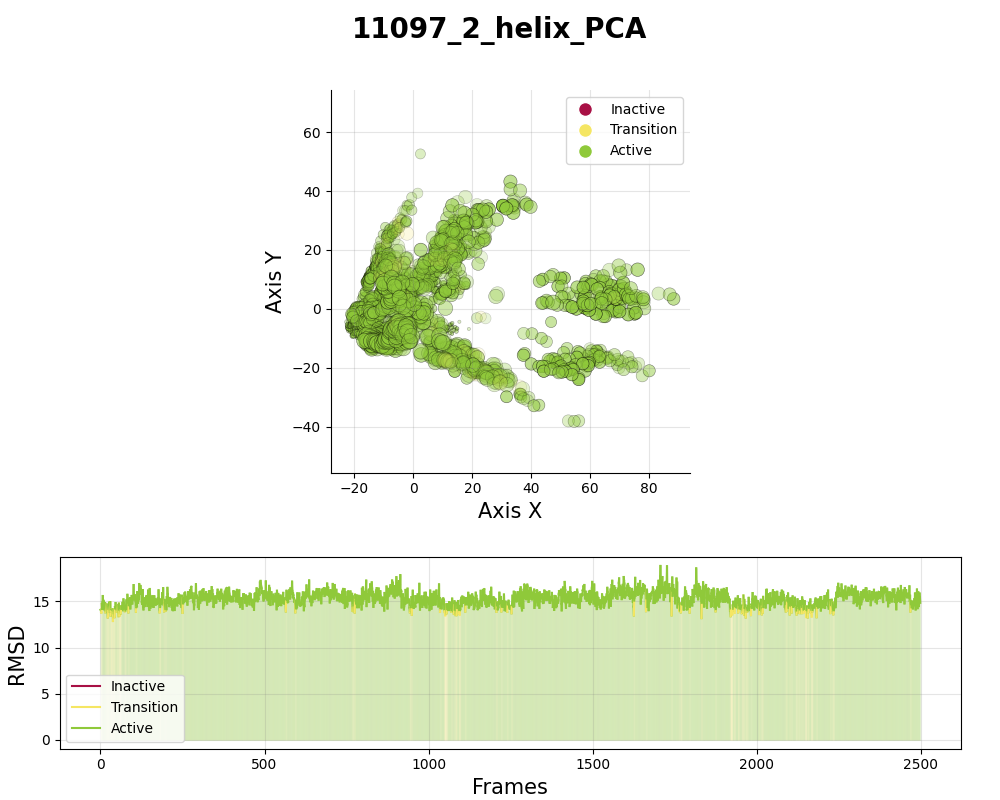 11097_2_helix_PCA
Inactive
Transition
Active
60
40
20
0
−20
−40
Axis Y
−20 0 20 40 60 80
Axis X
15
10
5
0
RMSD
Inactive
Transition
Active
0 500 1000 1500 2000 2500
Frames